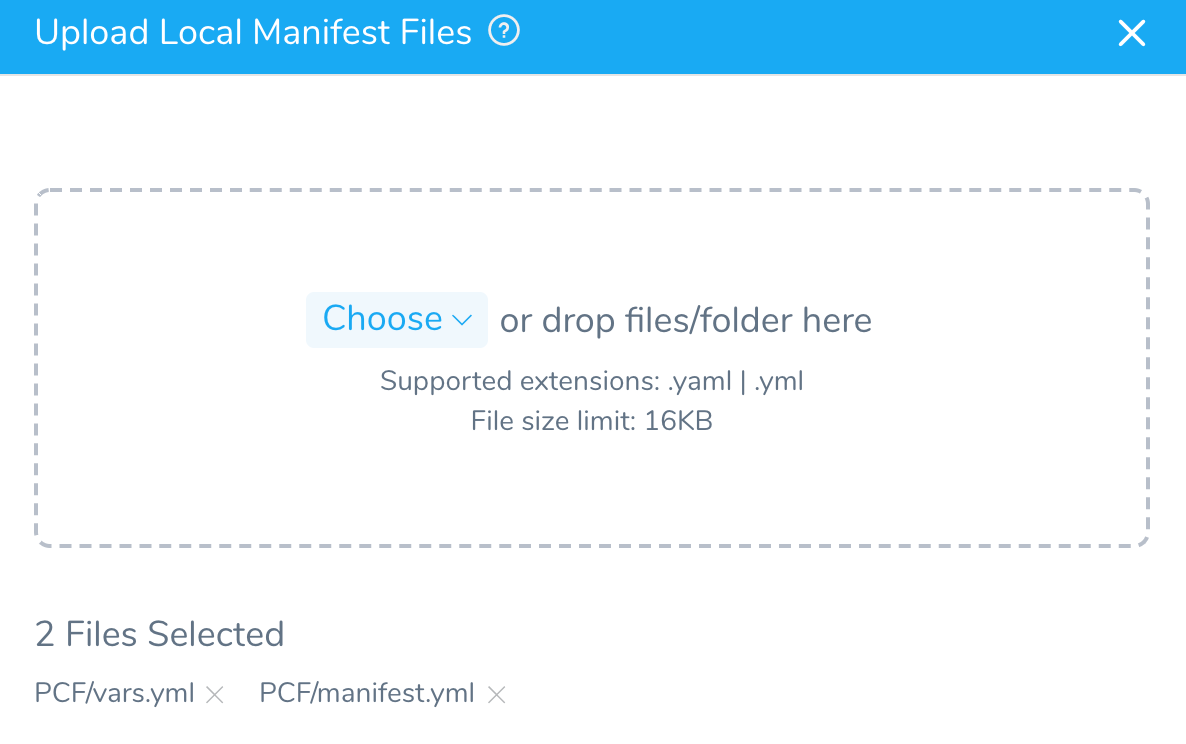 Upload Local Manifest Files ?
Choose or drop files/folder here
Supported extensions: .yaml | .yml
File size limit: 16KB
2 Files Selected
PCF/vars.yml PCF/manifest.yml